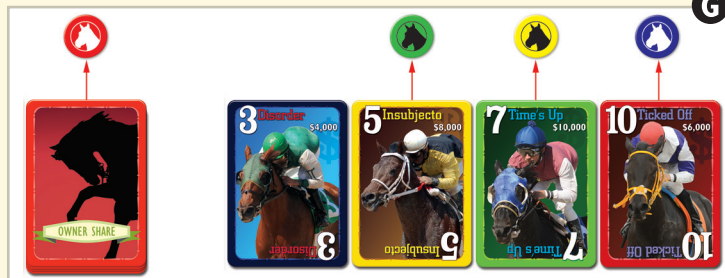 G
OWNER SHARE
3 Disorder
$4,000
3 Disorder
5 Insubjecto
$8,000
5 Insubjecto
7 Time's Up
$10,000
7 Time's Up
10 Ticked Off
$6,000
10 Ticked Off